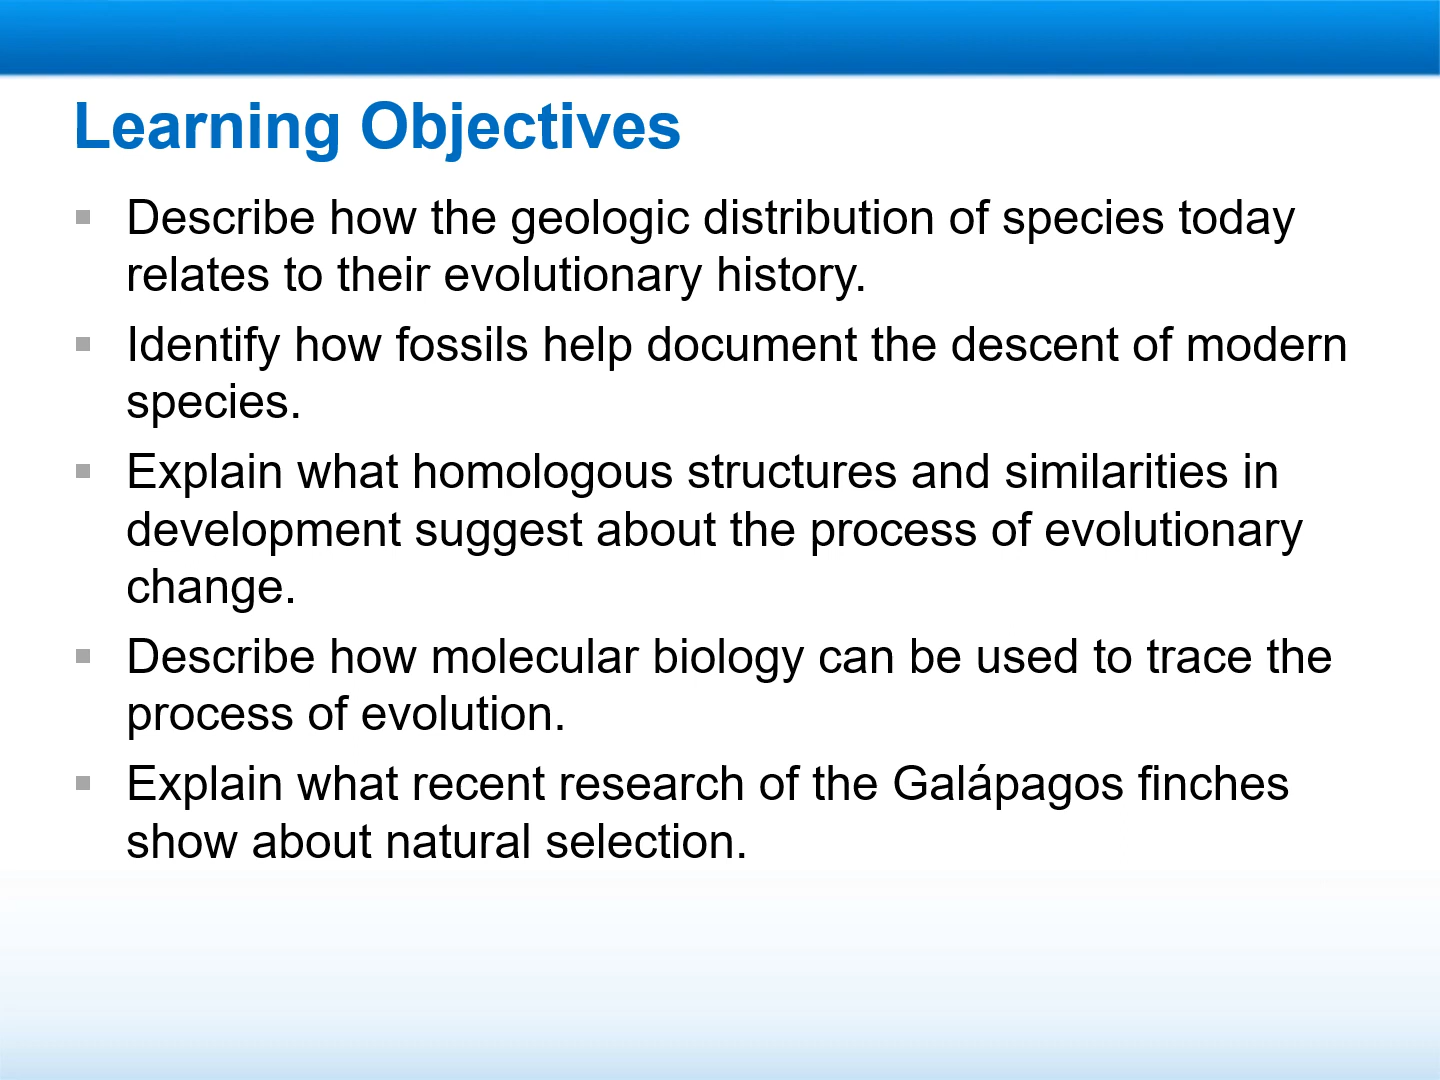 Learning Objectives
Describe how the geologic distribution of species today
relates to their evolutionary history.
Identify how fossils help document the descent of modern
species.
Explain what homologous structures and similarities in
development suggest about the process of evolutionary
change.
Describe how molecular biology can be used to trace the
process of evolution.
Explain what recent research of the Galápagos finches
show about natural selection.